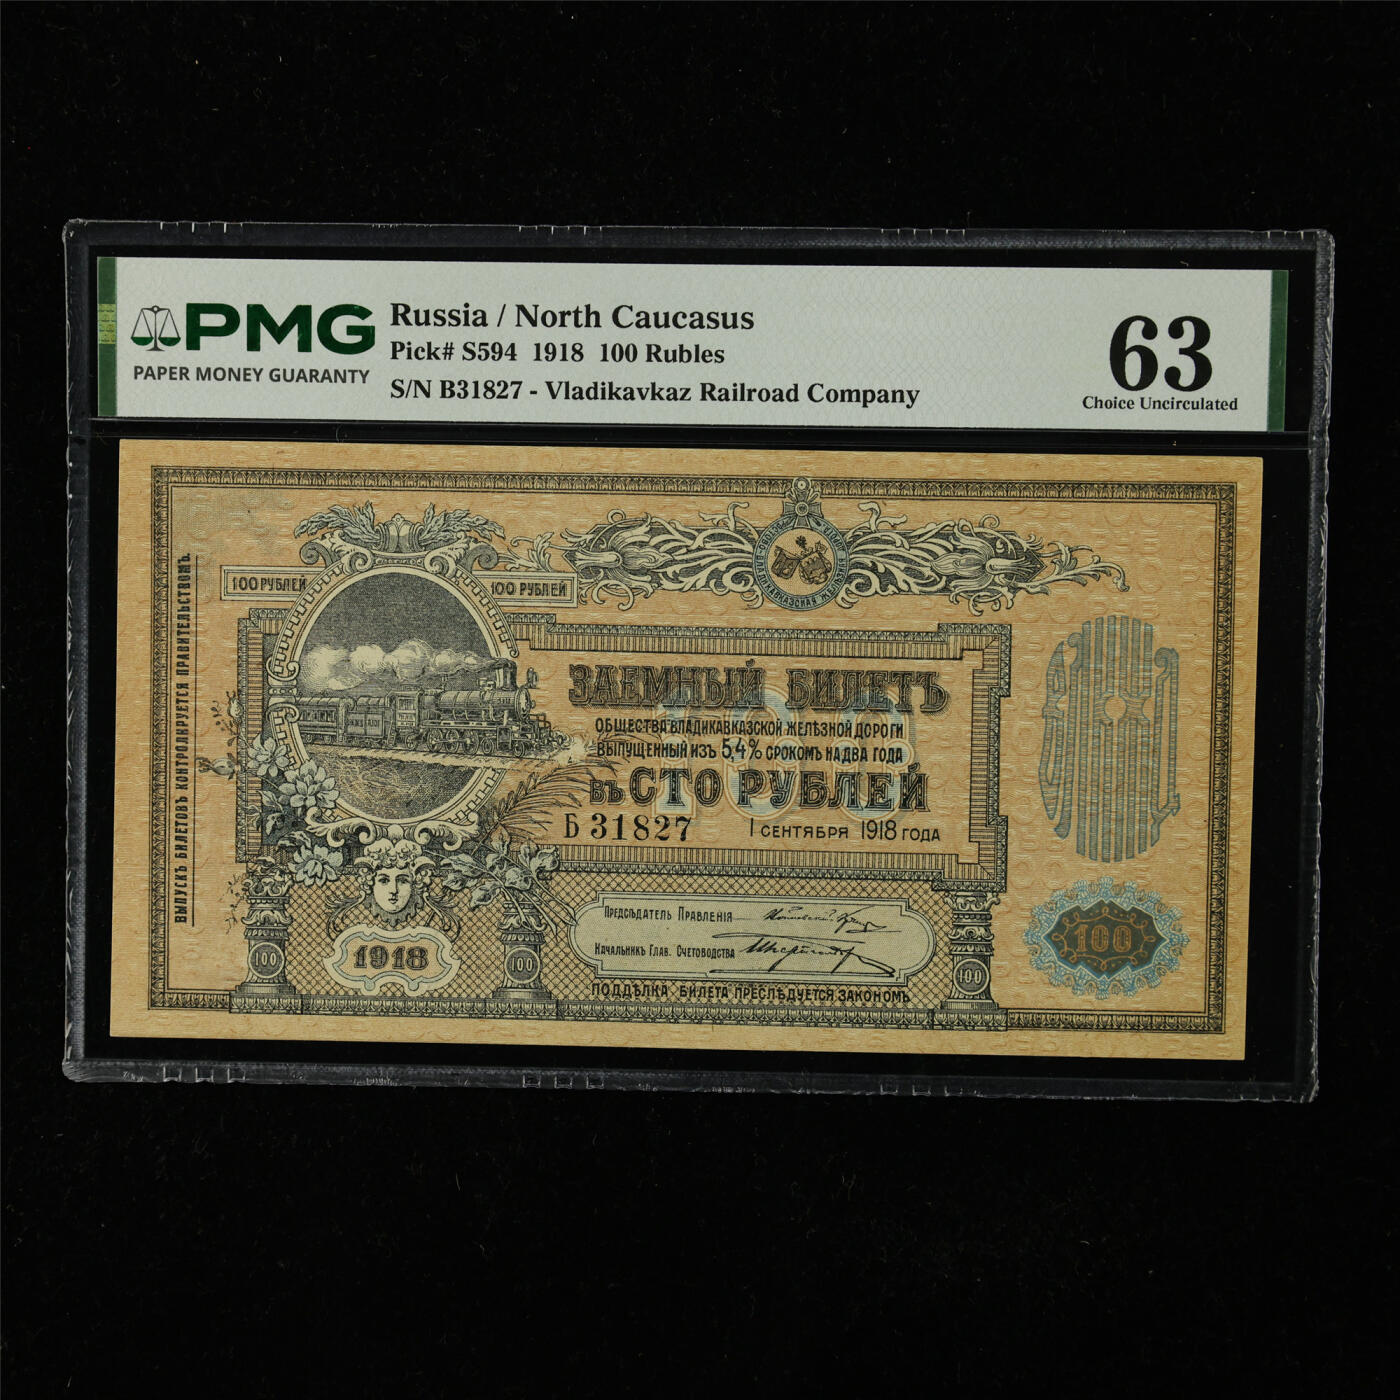 PMG
PAPER MONEY GUARANTY
Russia / North Caucasus
Pick# S594 1918 100 Rubles
S/N B31827 - Vladikavkaz Railroad Company
63
Choice Uncirculated
100 РУБЛЕЙ
100 РУБЛЕЙ
ВЫПУСКЪ БИЛЕТОВЪ КОНТРОЛИРУЕТСЯ ПРАВИТЕЛЬСТВОМЪ.
ЗАЕМНЫЙ БИЛЕТЪ
ОБЩЕСТВА ВЛАДИКАВКАЗСКОЙ ЖЕЛѢЗНОЙ ДОРОГИ
ВЫПУЩЕННЫЙ ИЗЪ 5,4% СРОКОМЪ НА ДВА ГОДА
въ СТО РУБЛЕЙ
Б 31827
1 СЕНТЯБРЯ 1918 ГОДА
ПРЕДСѢДАТЕЛЬ ПРАВЛЕНІЯ
НАЧАЛЬНИКЪ ГЛАВ. СЧЕТОВОДСТВА
ПОДДѢЛКА БИЛЕТА ПРЕСЛѢДУЕТСЯ ЗАКОНОМЪ
1918
100
100
100
100